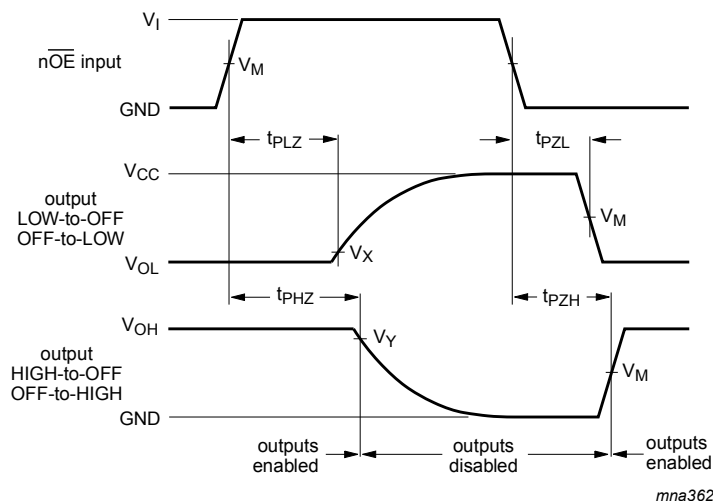 V_I
nO̅E̅ input
V_M
GND
t_PLZ
t_PZL
V_CC
output
LOW-to-OFF
OFF-to-LOW
V_M
V_X
V_OL
t_PHZ
t_PZH
V_OH
V_Y
output
HIGH-to-OFF
OFF-to-HIGH
V_M
GND
outputs
enabled
outputs
disabled
outputs
enabled
mna362